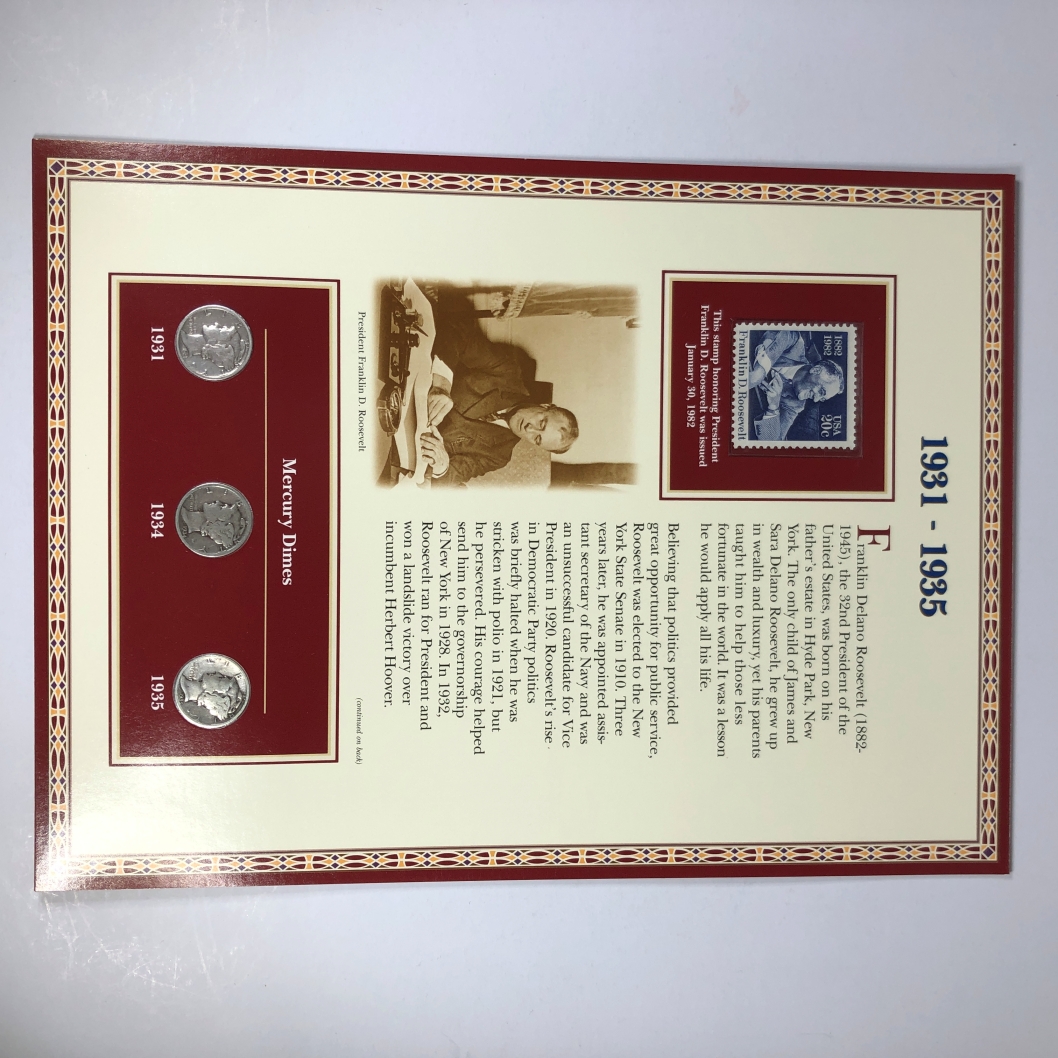 1931 - 1935
1882
1982
USA
20c
Franklin D. Roosevelt
This stamp honoring President
Franklin D. Roosevelt was issued
January 30, 1982
Franklin Delano Roosevelt (1882-
1945), the 32nd President of the
United States, was born on his
father's estate in Hyde Park, New
York. The only child of James and
Sara Delano Roosevelt, he grew up
in wealth and luxury, yet his parents
taught him to help those less
fortunate in the world. It was a lesson
he would apply all his life.
Believing that politics provided
great opportunity for public service,
Roosevelt was elected to the New
York State Senate in 1910. Three
years later, he was appointed assis-
tant secretary of the Navy and was
an unsuccessful candidate for Vice
President in 1920. Roosevelt's rise
in Democratic Party politics
was briefly halted when he was
stricken with polio in 1921, but
he persevered. His courage helped
send him to the governorship
of New York in 1928. In 1932,
Roosevelt ran for President and
won a landslide victory over
incumbent Herbert Hoover.
(continued on back)
President Franklin D. Roosevelt
Mercury Dimes
1931
1934
1935